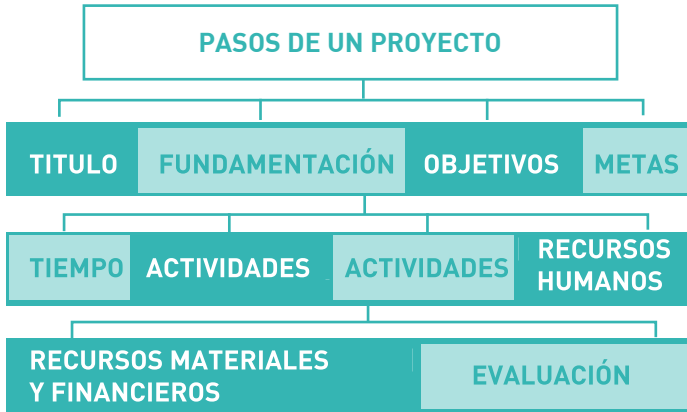 PASOS DE UN PROYECTO
TITULO
FUNDAMENTACIÓN
OBJETIVOS
METAS
TIEMPO
ACTIVIDADES
ACTIVIDADES
RECURSOS
HUMANOS
RECURSOS MATERIALES
Y FINANCIEROS
EVALUACIÓN